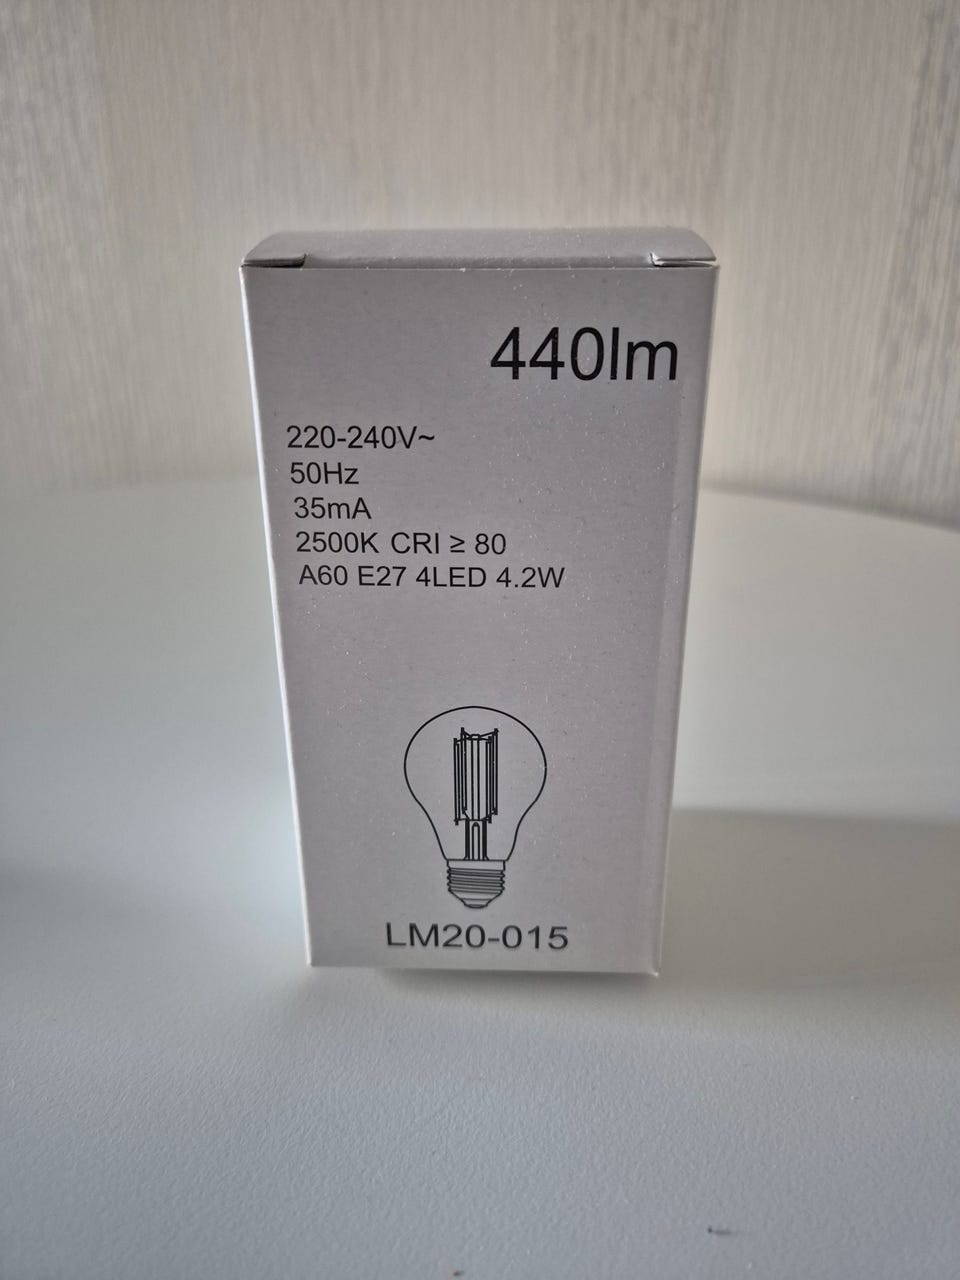 440lm
220-240V~
50Hz
35mA
2500K CRI ≥ 80
A60 E27 4LED 4.2W
LM20-015